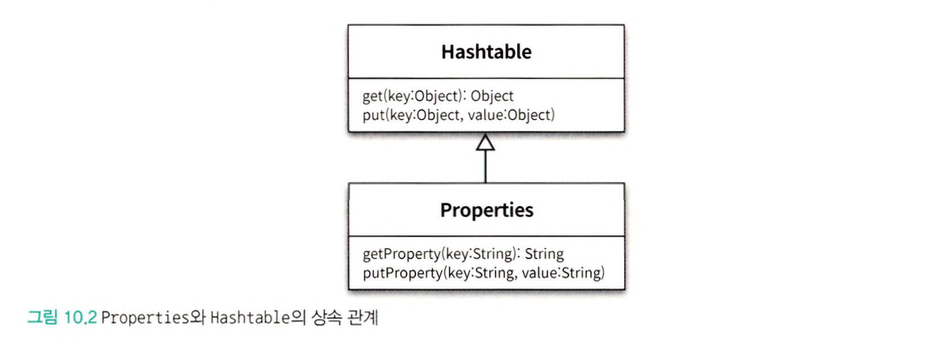 Hashtable
get(key:Object): Object
put(key:Object, value:Object)
Properties
getProperty(key:String): String
putProperty(key:String, value:String)
그림 10.2 Properties와 Hashtable의 상속 관계